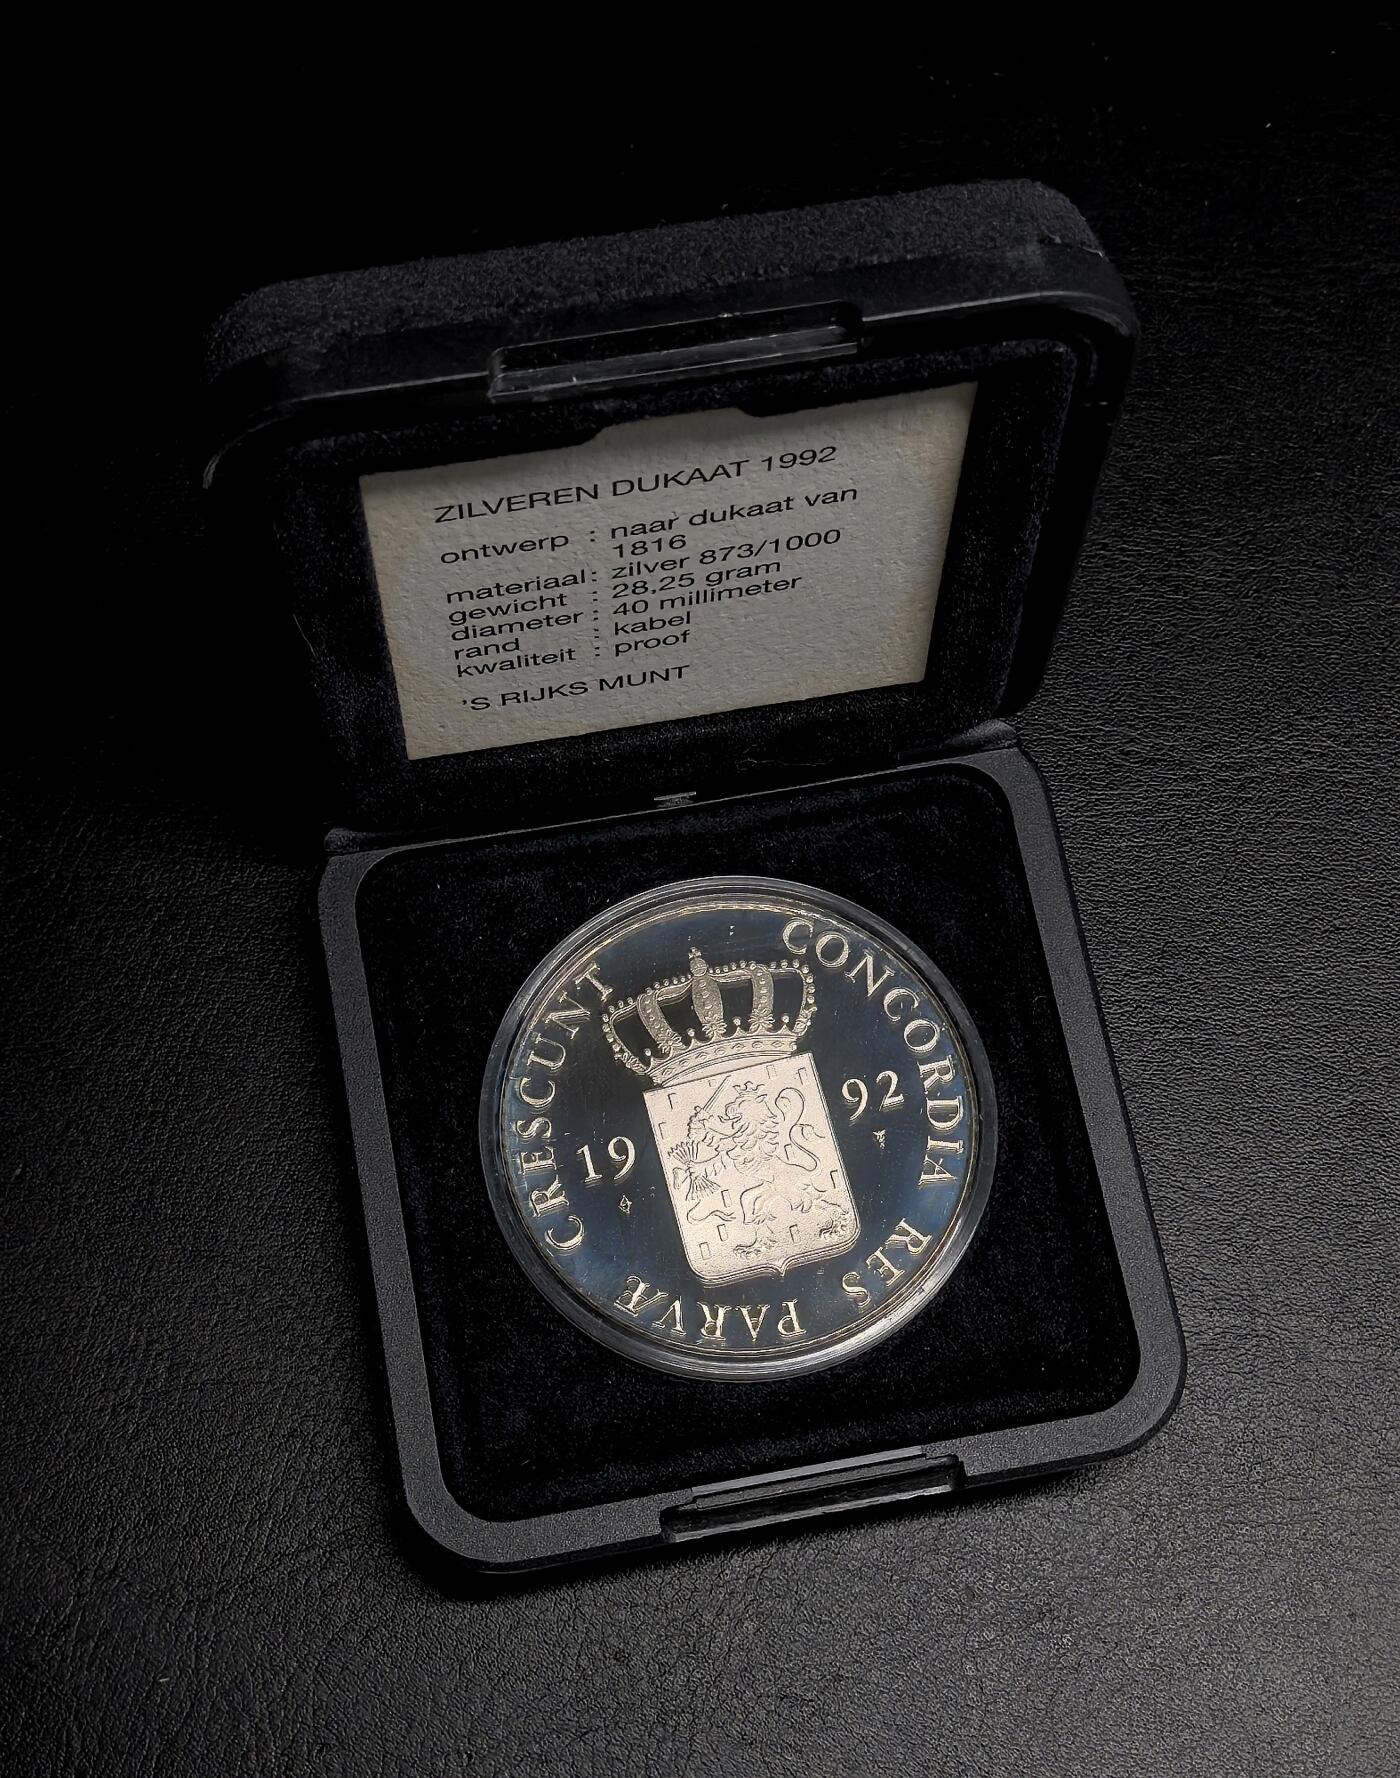 ZILVEREN DUKAAT 1992
ontwerp : naar dukaat van
1816
materiaal: zilver 873/1000
gewicht : 28,25 gram
diameter : 40 millimeter
rand : kabel
kwaliteit : proof
'S RIJKS MUNT
CONCORDIA RES PARVÆ CRESCUNT
19 92